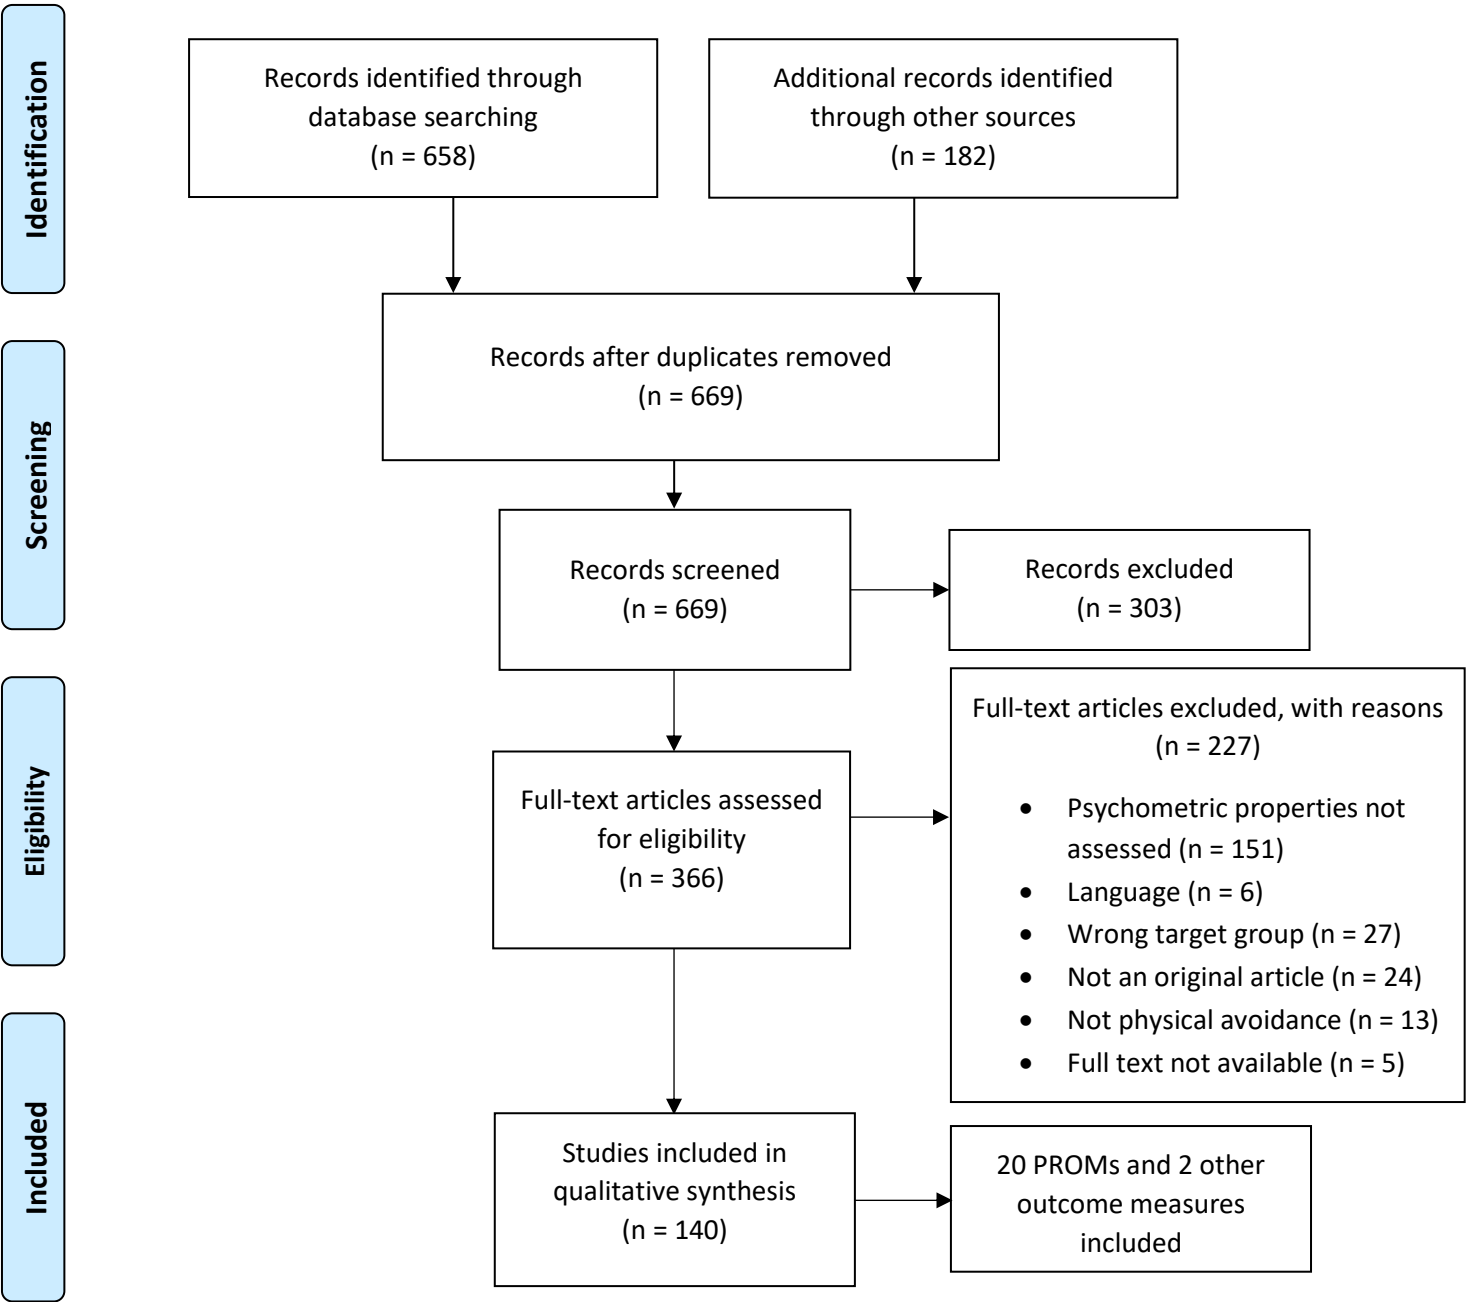 Identification
Records identified through
database searching
(n = 658)
Additional records identified
through other sources
(n = 182)
Screening
Records after duplicates removed
(n = 669)
Records screened
(n = 669)
Records excluded
(n = 303)
Eligibility
Full-text articles assessed
for eligibility
(n = 366)
Full-text articles excluded, with reasons
(n = 227)
• Psychometric properties not
assessed (n = 151)
• Language (n = 6)
• Wrong target group (n = 27)
• Not an original article (n = 24)
• Not physical avoidance (n = 13)
• Full text not available (n = 5)
Included
Studies included in
qualitative synthesis
(n = 140)
20 PROMs and 2 other
outcome measures
included